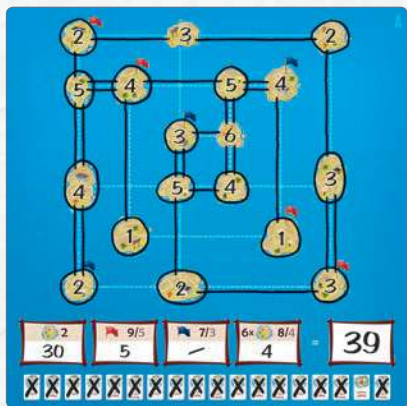 2 3 2
5 4 5 4
3 6
4 5 4 3
1 1
2 2 3
2 9/5 7/3 6x 8/4
30 5 – 4 = 39
X X X X X X X X X X X X X X X X X X